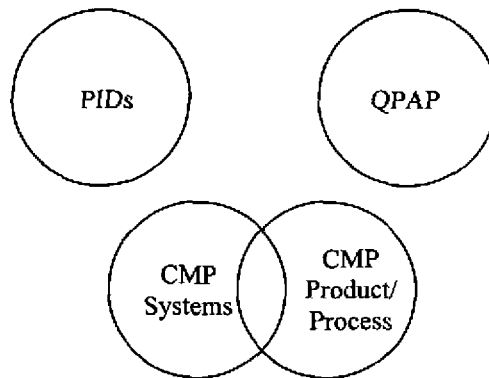 PIDs
QPAP
CMP
Systems
CMP
Product/
Process